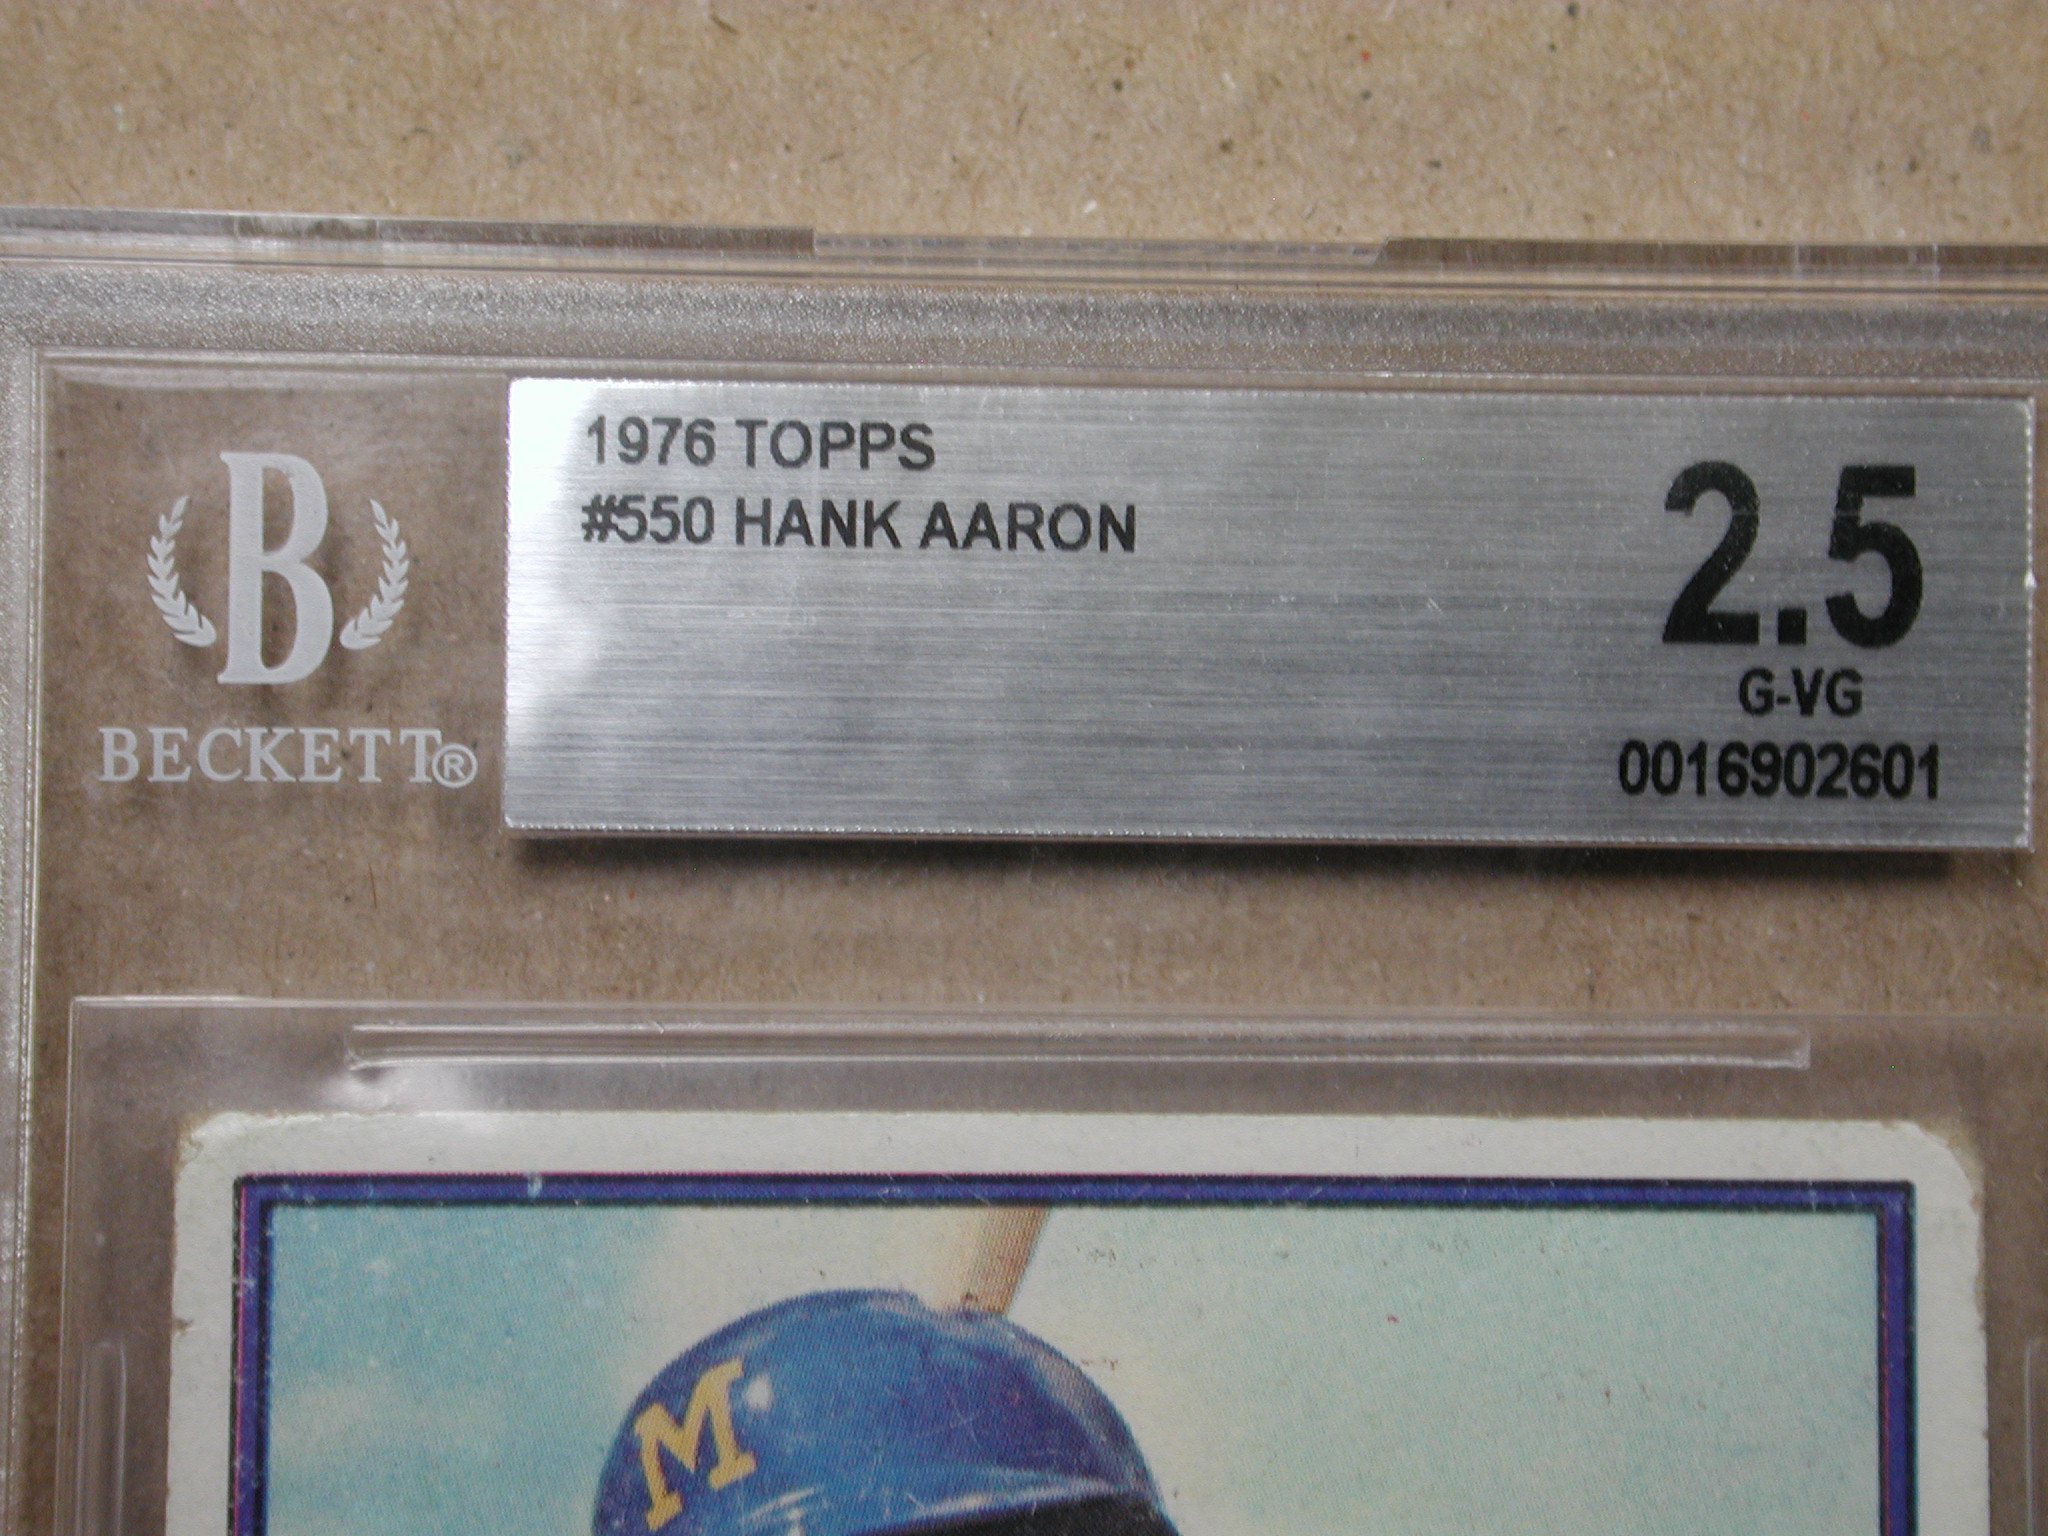 1976 TOPPS
#550 HANK AARON
2.5
G-VG
0016902601
B
BECKETT®
M